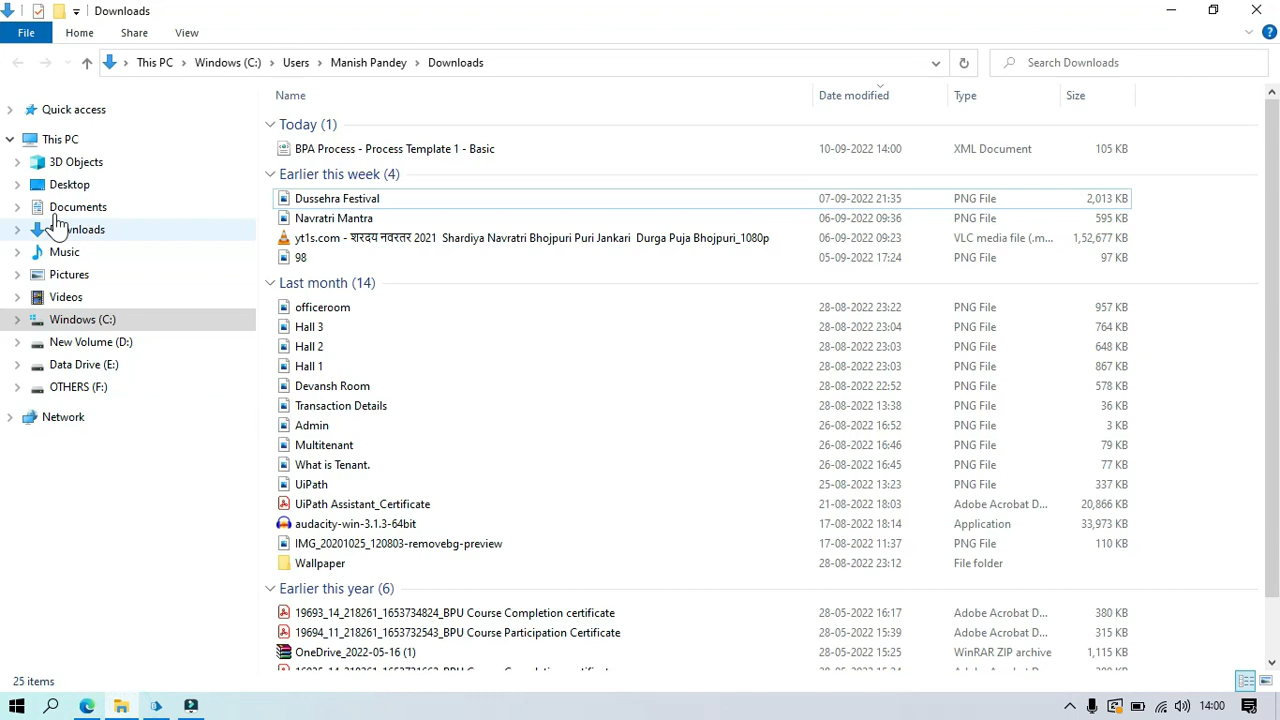 Downloads
File Home Share View
This PC Windows (C:) Users Manish Pandey Downloads
Search Downloads
Name Date modified Type Size
Quick access
This PC
3D Objects
Desktop
Documents
Music
Pictures
Videos
Windows (C:)
New Volume (D:)
Data Drive (E:)
OTHERS (F:)
Network
Today (1)
BPA Process - Process Template 1 - Basic 10-09-2022 14:00 XML Document 105 KB
Earlier this week (4)
Dussehra Festival 07-09-2022 21:35 PNG File 2,013 KB
Navratri Mantra 06-09-2022 09:36 PNG File 595 KB
yt1s.com - शरदय नवरतर 2021 Shardiya Navratri Bhojpuri Puri Jankari Durga Puja Bhojpuri_1080p 06-09-2022 09:23 VLC media file (.m... 1,52,677 KB
98 05-09-2022 17:24 PNG File 97 KB
Last month (14)
officeroom 28-08-2022 23:22 PNG File 957 KB
Hall 3 28-08-2022 23:04 PNG File 764 KB
Hall 2 28-08-2022 23:03 PNG File 648 KB
Hall 1 28-08-2022 23:03 PNG File 867 KB
Devansh Room 28-08-2022 22:52 PNG File 578 KB
Transaction Details 28-08-2022 13:38 PNG File 36 KB
Admin 26-08-2022 16:52 PNG File 3 KB
Multitenant 26-08-2022 16:46 PNG File 79 KB
What is Tenant. 26-08-2022 16:45 PNG File 77 KB
UiPath 25-08-2022 13:23 PNG File 337 KB
UiPath Assistant_Certificate 21-08-2022 18:03 Adobe Acrobat D... 20,866 KB
audacity-win-3.1.3-64bit 17-08-2022 18:14 Application 33,973 KB
IMG_20201025_120803-removebg-preview 17-08-2022 11:37 PNG File 110 KB
Wallpaper 28-08-2022 23:12 File folder
Earlier this year (6)
19693_14_218261_1653734824_BPU Course Completion certificate 28-05-2022 16:17 Adobe Acrobat D... 380 KB
19694_11_218261_1653732543_BPU Course Participation Certificate 28-05-2022 15:39 Adobe Acrobat D... 315 KB
OneDrive_2022-05-16 (1) 28-05-2022 15:39 WinRAR ZIP archive 1,115 KB
25 items
14:00